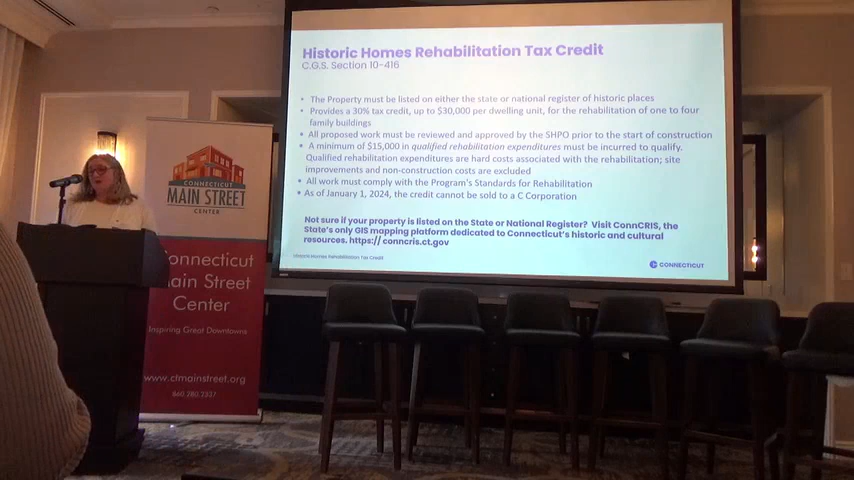 Historic Homes Rehabilitation Tax Credit
C.G.S. Section 10-416
• The Property must be listed on either the state or national register of historic places
• Provides a 30% tax credit, up to $30,000 per dwelling unit, for the rehabilitation of one to four
family buildings
• All proposed work must be reviewed and approved by the SHPO prior to the start of construction
• A minimum of $15,000 in qualified rehabilitation expenditures must be incurred to qualify.
Qualified rehabilitation expenditures are hard costs associated with the rehabilitation; site
improvements and non-construction costs are excluded
• All work must comply with the Program's Standards for Rehabilitation
• As of January 1, 2024, the credit cannot be sold to a C Corporation
Not sure if your property is listed on the State or National Register? Visit ConnCRIS, the
State's only GIS mapping platform dedicated to Connecticut's historic and cultural
resources. https:// conncris.ct.gov
Historic Homes Rehabilitation Tax Credit
CONNECTICUT
CONNECTICUT
MAIN STREET
CENTER
Connecticut
Main Street
Center
Inspiring Great Downtowns
www.ctmainstreet.org
860.280.2337